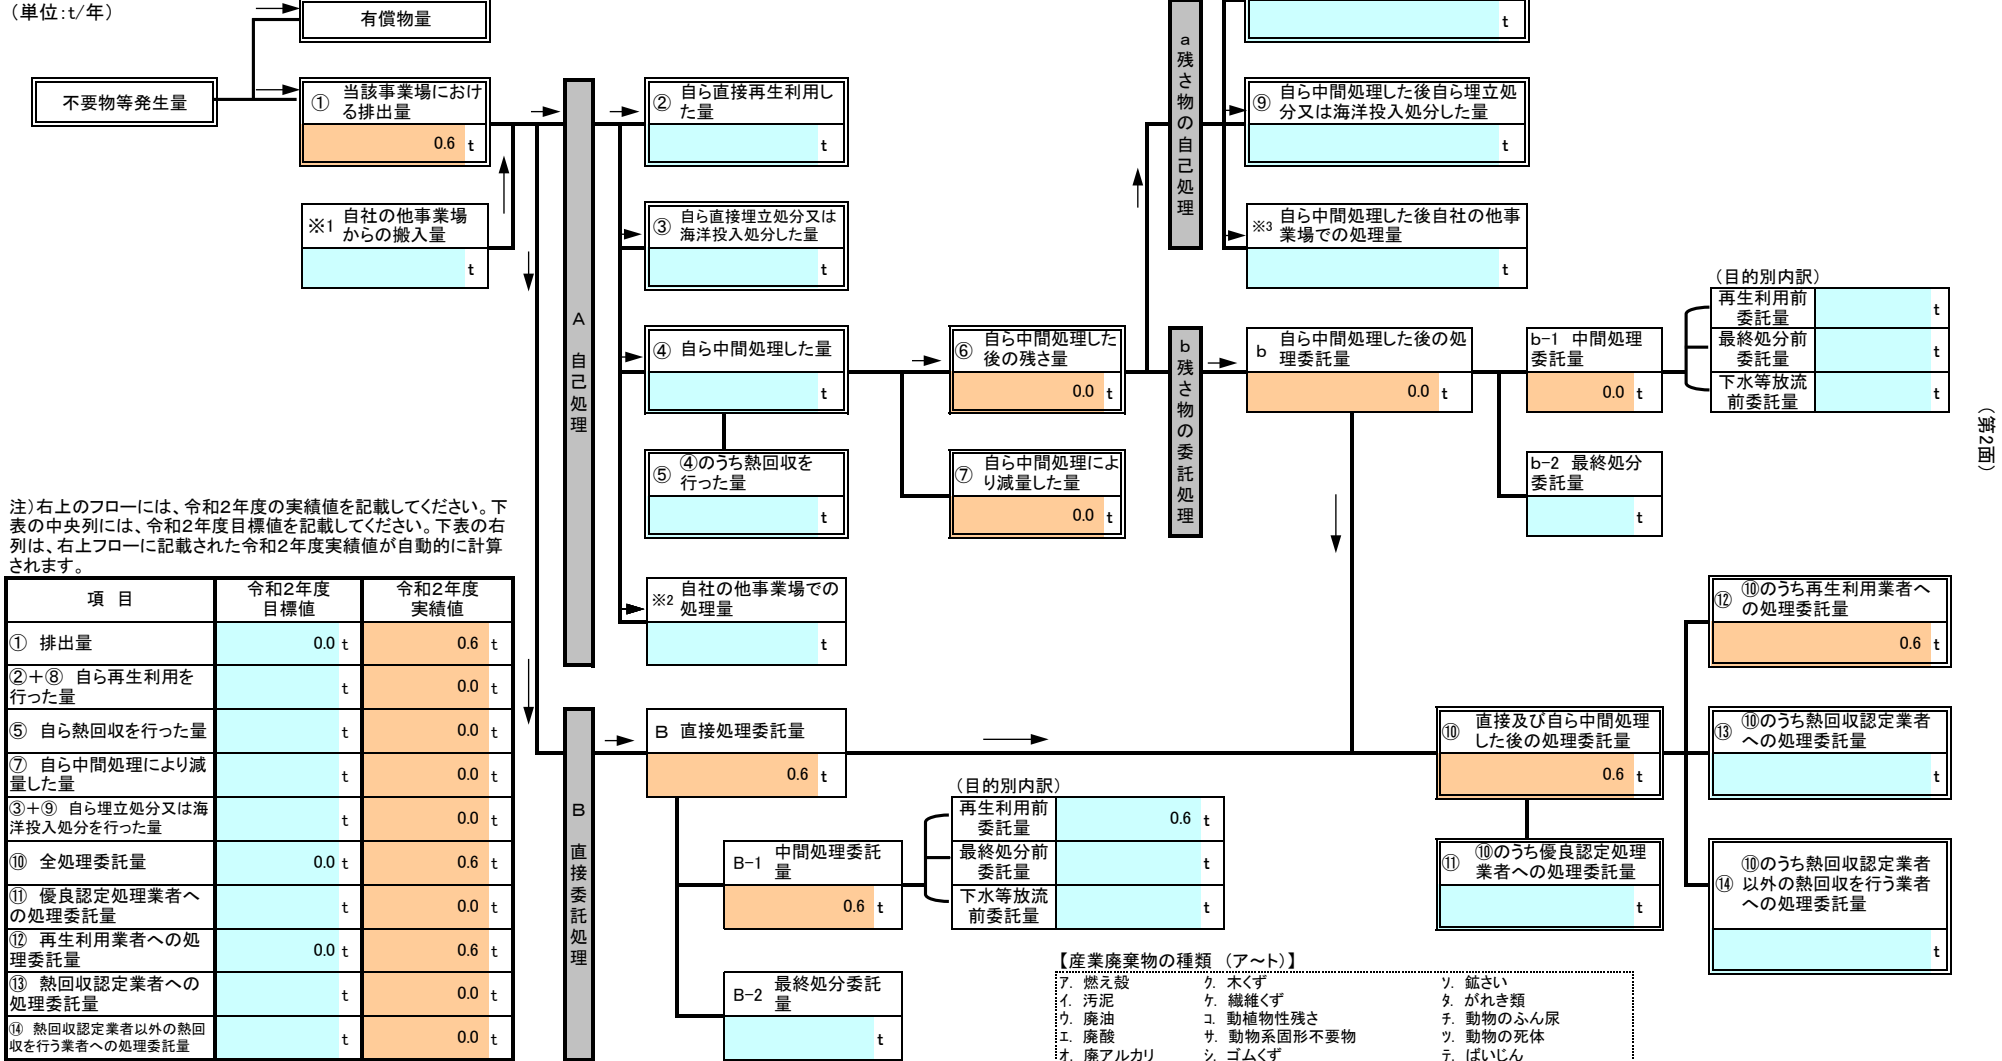 （単位：t/年）
有償物量
t
不要物等発生量
① 当該事業場におけ
る排出量
0.6 t
※1 自社の他事業場
からの搬入量
t
A 自己処理
② 自ら直接再生利用し
た量
t
③ 自ら直接埋立処分又は
海洋投入処分した量
t
④ 自ら中間処理した量
t
⑤ ④のうち熱回収を
行った量
t
※2 自社の他事業場での
処理量
t
⑥ 自ら中間処理した
後の残さ量
0.0 t
⑦ 自ら中間処理によ
り減量した量
0.0 t
a 残さ物の自己処理
⑨ 自ら中間処理した後自ら埋立処
分又は海洋投入処分した量
t
※3 自ら中間処理した後自社の他事
業場での処理量
t
b 残さ物の委託処理
b 自ら中間処理した後の処
理委託量
0.0 t
b-1 中間処理
委託量
0.0 t
b-2 最終処分
委託量
t
（目的別内訳）
再生利用前
委託量 t
最終処分前
委託量 t
下水等放流
前委託量 t
（第2面）
注）右上のフローには、令和2年度の実績値を記載してください。下
表の中央列には、令和2年度目標値を記載してください。下表の右
列は、右上フローに記載された令和2年度実績値が自動的に計算
されます。
項 目 令和2年度 目標値 令和2年度 実績値
① 排出量 0.0 t 0.6 t
②＋⑧ 自ら再生利用を
行った量 t 0.0 t
⑤ 自ら熱回収を行った量 t 0.0 t
⑦ 自ら中間処理により減
量した量 t 0.0 t
③＋⑨ 自ら埋立処分又は海
洋投入処分を行った量 t 0.0 t
⑩ 全処理委託量 0.0 t 0.6 t
⑪ 優良認定処理業者へ
の処理委託量 t 0.0 t
⑫ 再生利用業者への処
理委託量 0.0 t 0.6 t
⑬ 熱回収認定業者への
処理委託量 t 0.0 t
⑭ 熱回収認定業者以外の熱回
収を行う業者への処理委託量 t 0.0 t
B 直接委託処理
B 直接処理委託量
0.6 t
B-1 中間処理委託
量
0.6 t
B-2 最終処分委託
量
t
（目的別内訳）
再生利用前
委託量 0.6 t
最終処分前
委託量 t
下水等放流
前委託量 t
⑩ 直接及び自ら中間処理
した後の処理委託量
0.6 t
⑪ ⑩のうち優良認定処理
業者への処理委託量
t
⑫ ⑩のうち再生利用業者へ
の処理委託量
0.6 t
⑬ ⑩のうち熱回収認定業者
への処理委託量
t
⑭ ⑩のうち熱回収認定業者
以外の熱回収を行う業者
への処理委託量
t
【産業廃棄物の種類 （ア～ト）】
ｱ. 燃え殻 ｸ. 木くず ｿ. 鉱さい
ｲ. 汚泥 ｹ. 繊維くず ﾀ. がれき類
ｳ. 廃油 ｺ. 動植物性残さ ﾁ. 動物のふん尿
ｴ. 廃酸 ｻ. 動物系固形不要物 ﾂ. 動物の死体
ｵ. 廃アルカリ ｼ. ゴムくず ﾃ. ばいじん